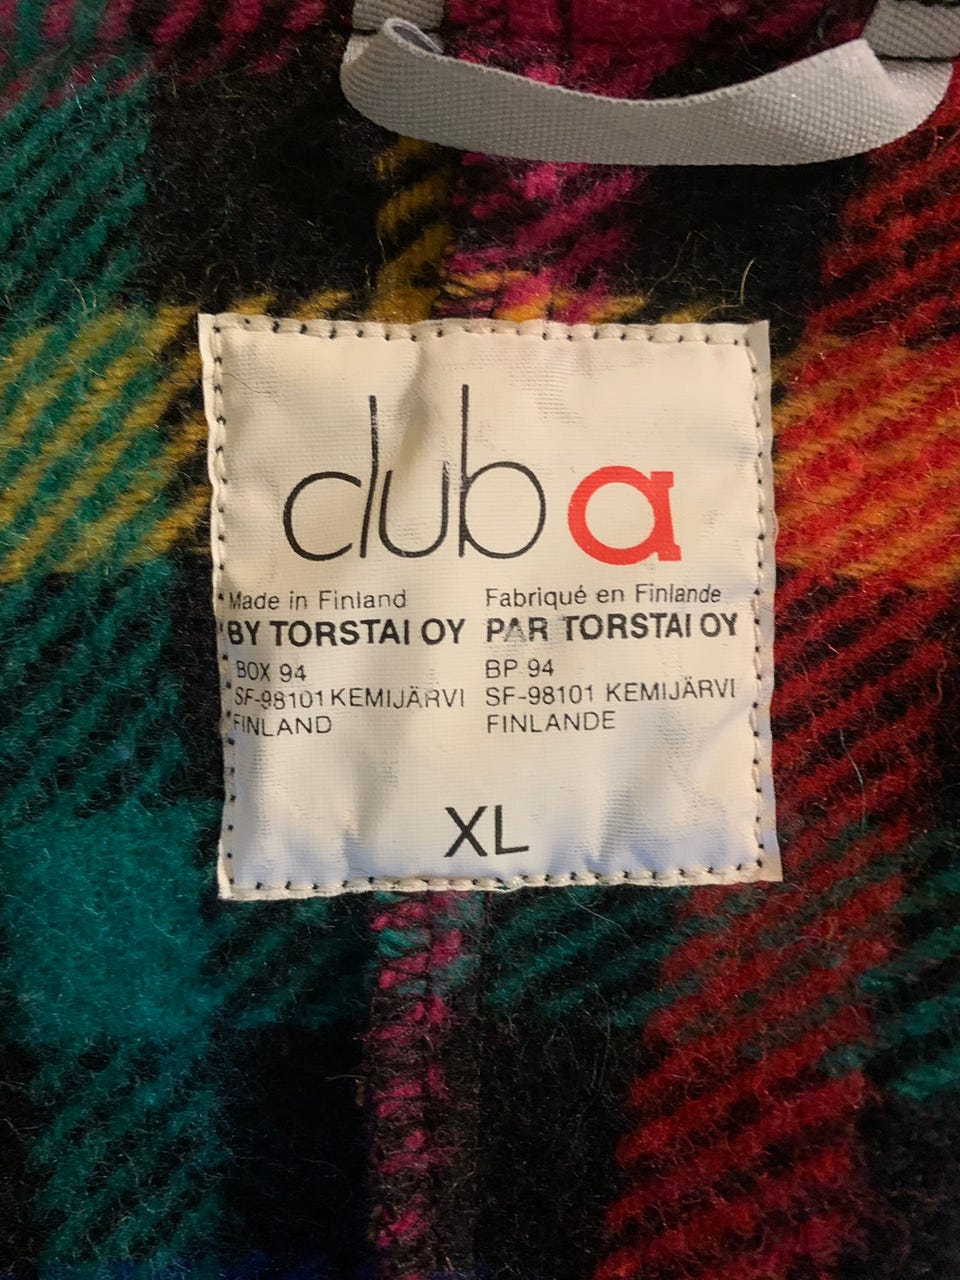 club a
Made in Finland
BY TORSTAI OY
BOX 94
SF-98101 KEMIJÄRVI
FINLAND
Fabriqué en Finlande
PAR TORSTAI OY
BP 94
SF-98101 KEMIJÄRVI
FINLANDE
XL